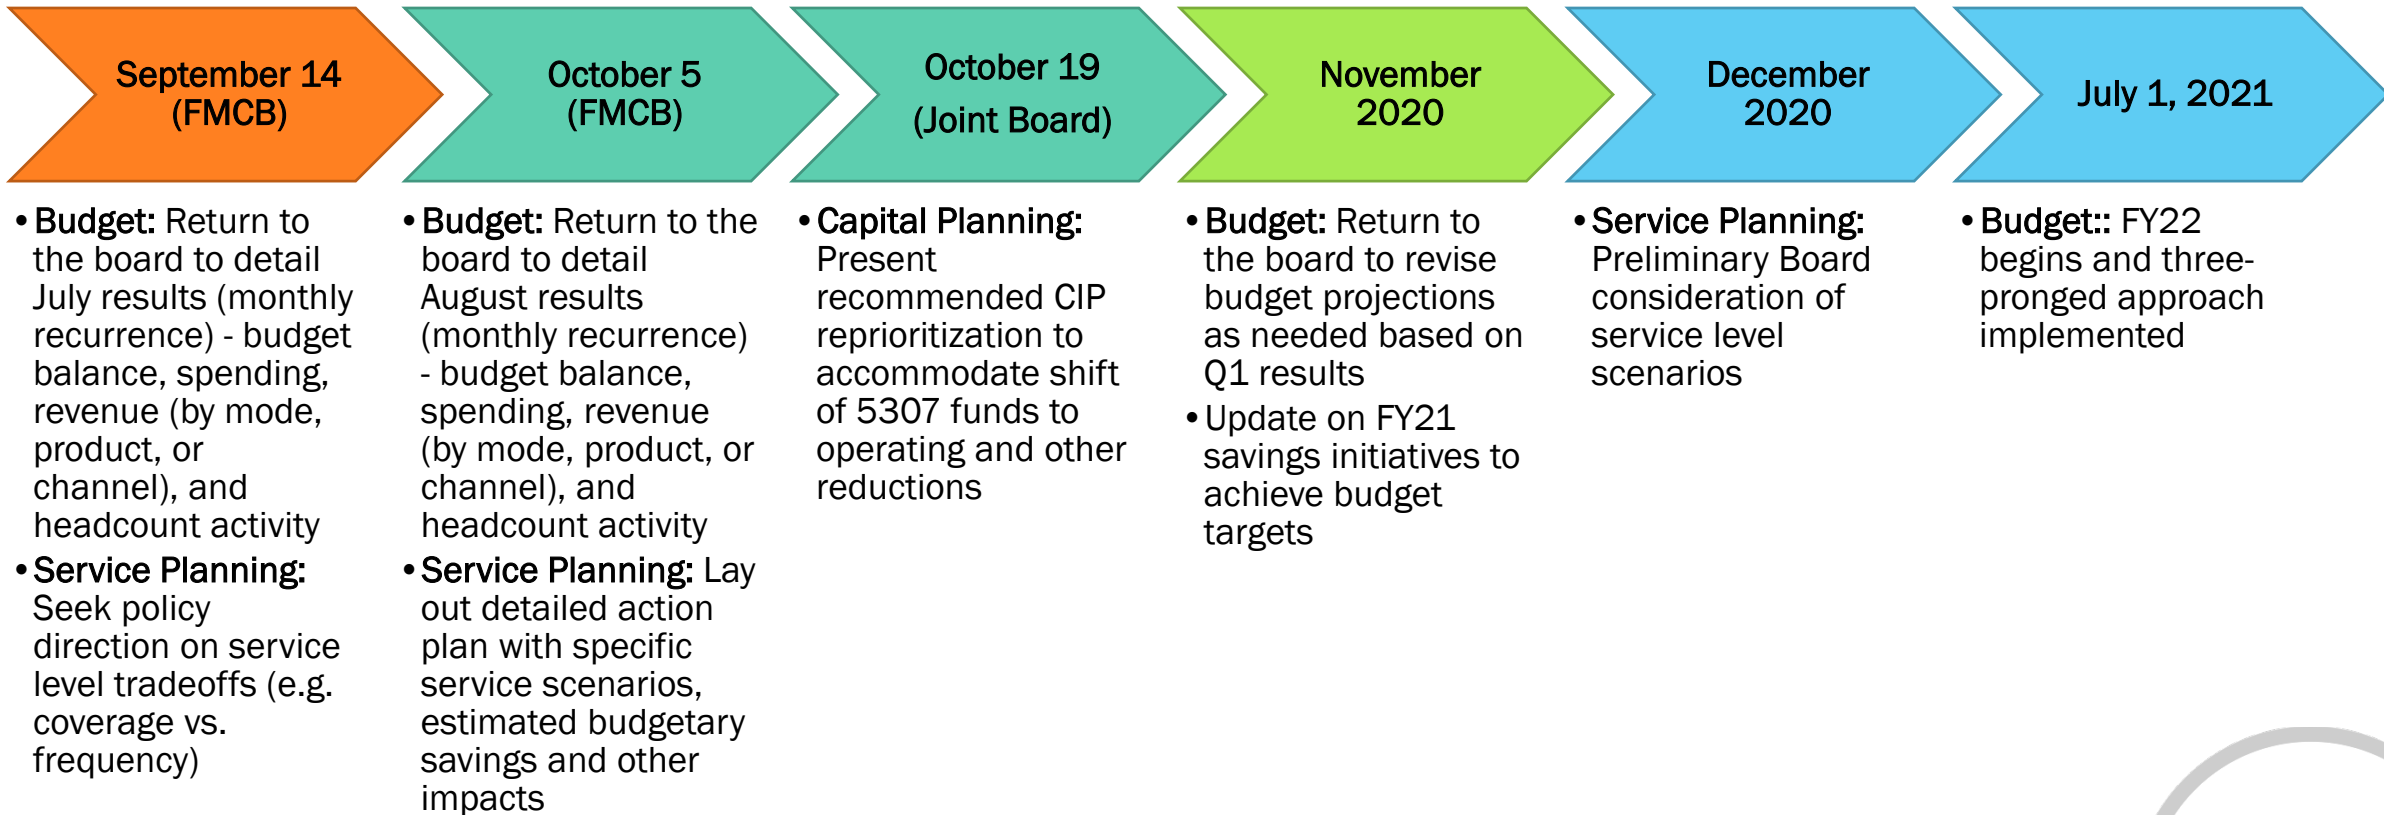 September 14
(FMCB)
October 5
(FMCB)
October 19
(Joint Board)
November
2020
December
2020
July 1, 2021
•Budget: Return to
the board to detail
July results (monthly
recurrence) - budget
balance, spending,
revenue (by mode,
product, or
channel), and
headcount activity
•Service Planning:
Seek policy
direction on service
level tradeoffs (e.g.
coverage vs.
frequency)
•Budget: Return to the
board to detail
August results
(monthly recurrence)
- budget balance,
spending, revenue
(by mode, product, or
channel), and
headcount activity
•Service Planning: Lay
out detailed action
plan with specific
service scenarios,
estimated budgetary
savings and other
impacts
•Capital Planning:
Present
recommended CIP
reprioritization to
accommodate shift
of 5307 funds to
operating and other
reductions
•Budget: Return to
the board to revise
budget projections
as needed based on
Q1 results
•Update on FY21
savings initiatives to
achieve budget
targets
•Service Planning:
Preliminary Board
consideration of
service level
scenarios
•Budget:: FY22
begins and three-
pronged approach
implemented